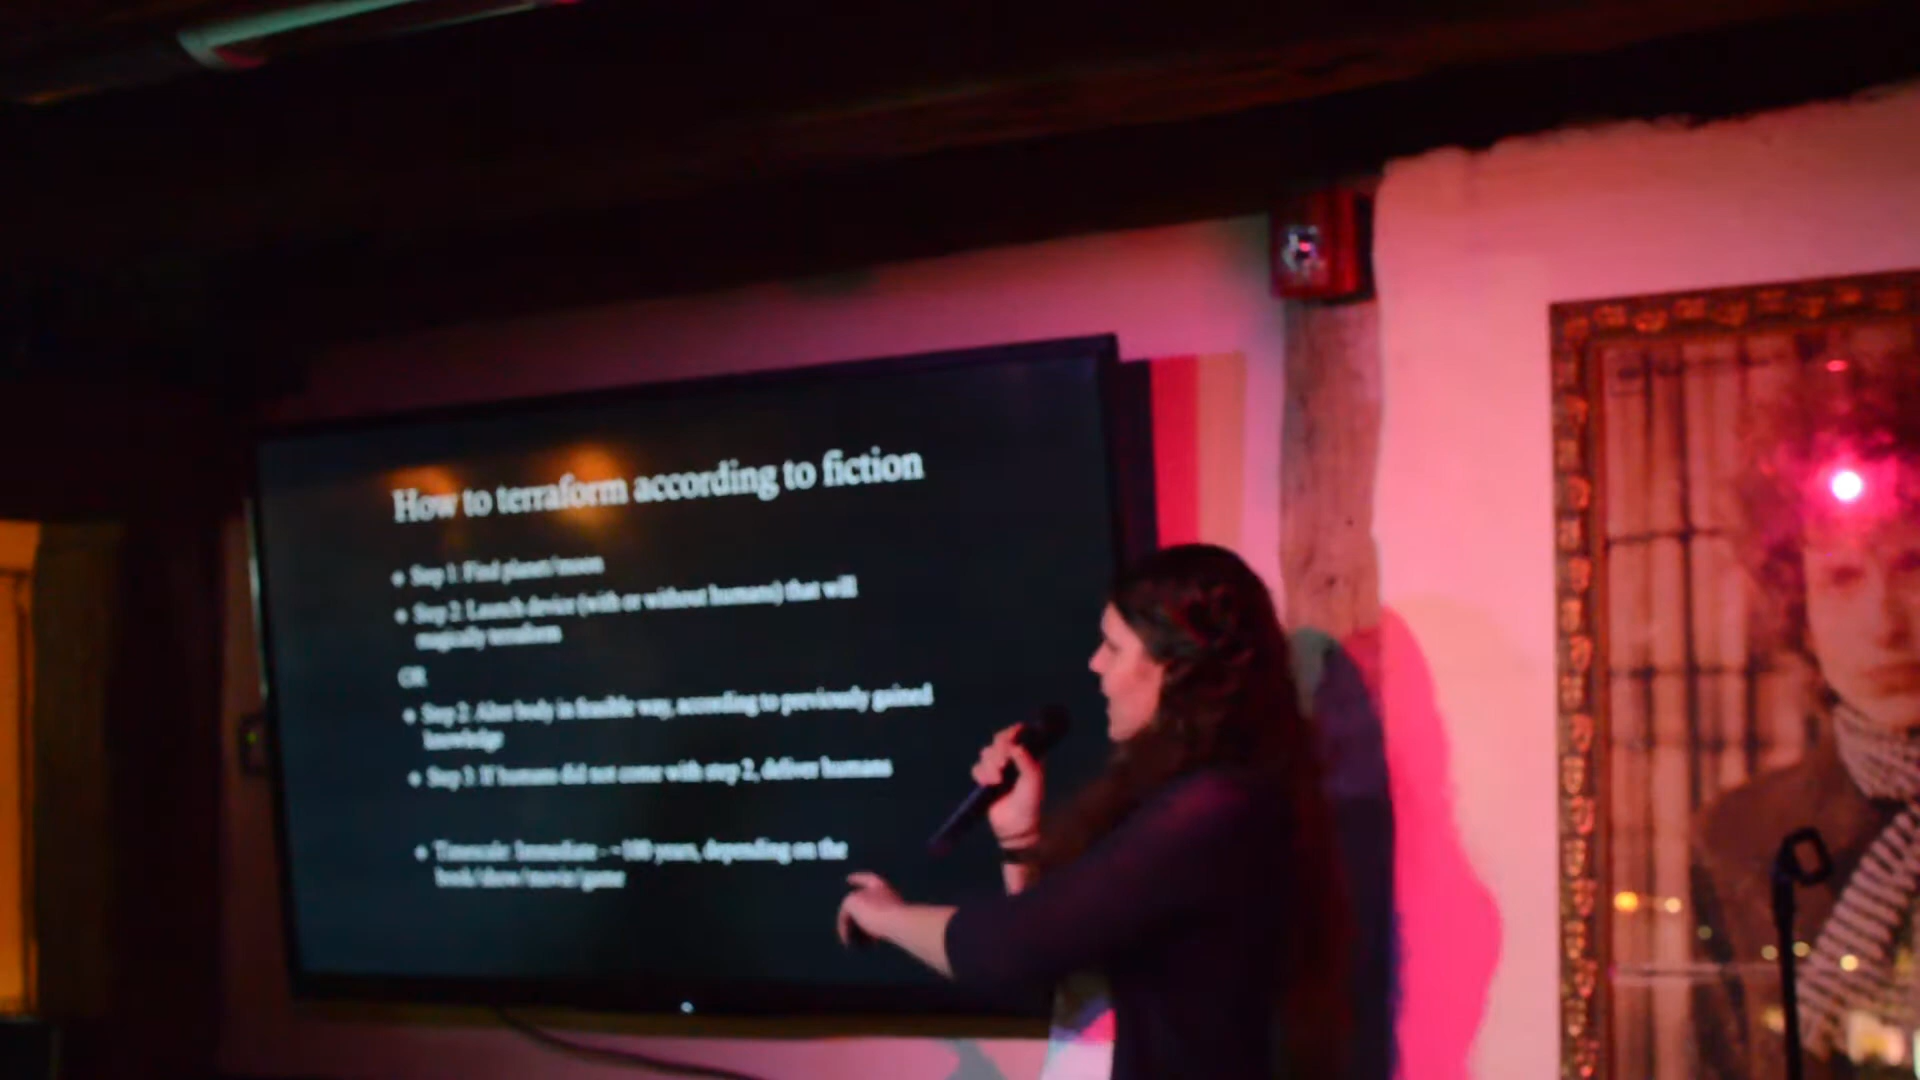 How to terraform according to fiction
• Step 1: Find planet/moon
• Step 2: Launch device (with or without humans) that will
magically terraform
OR
• Step 2: Alter body in feasible way, according to previously gained
knowledge
• Step 3: If humans did not come with step 2, deliver humans
• Timescale: Immediate - ~100 years, depending on the
book/show/movie/game